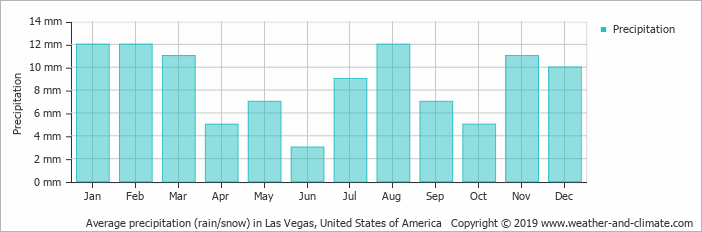 14 mm
12 mm
10 mm
8 mm
6 mm
4 mm
2 mm
0 mm
Precipitation
Jan Feb Mar Apr May Jun Jul Aug Sep Oct Nov Dec
Precipitation
Average precipitation (rain/snow) in Las Vegas, United States of America Copyright © 2019 www.weather-and-climate.com